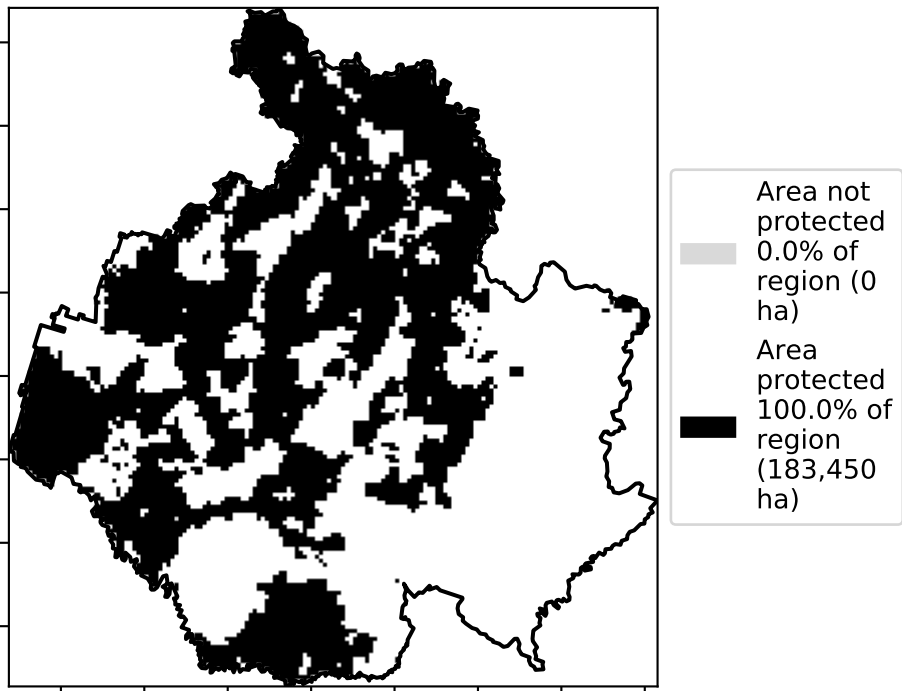 Area not
protected
0.0% of
region (0
ha)
Area
protected
100.0% of
region
(183,450
ha)